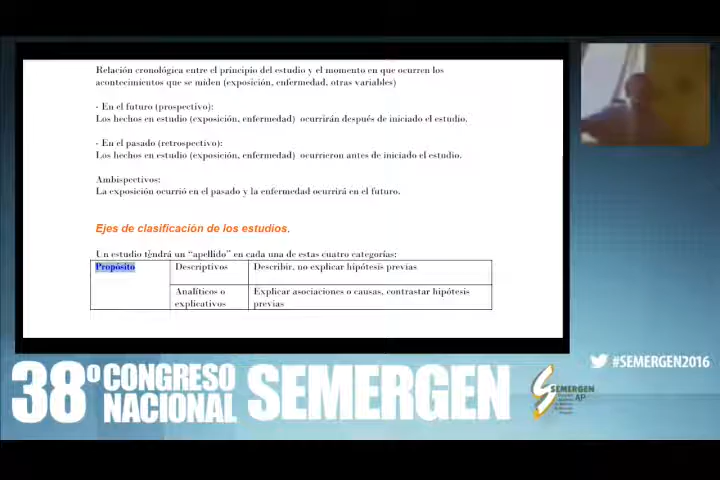 Relación cronológica entre el principio del estudio y el momento en que ocurren los
acontecimientos que se miden (exposición, enfermedad, otras variables)
- En el futuro (prospectivo):
Los hechos en estudio (exposición, enfermedad) ocurrirán después de iniciado el estudio.
- En el pasado (retrospectivo):
Los hechos en estudio (exposición, enfermedad) ocurrieron antes de iniciado el estudio.
Ambispectivos:
La exposición ocurrió en el pasado y la enfermedad ocurrirá en el futuro.
Ejes de clasificación de los estudios.
Un estudio tendrá un “apellido” en cada una de estas cuatro categorías:
Propósito Descriptivos Describir, no explicar hipótesis previas
Analíticos o Explicar asociaciones o causas, contrastar hipótesis
explicativos previas
#SEMERGEN2016
38º CONGRESO
NACIONAL SEMERGEN
SEMERGEN
AP